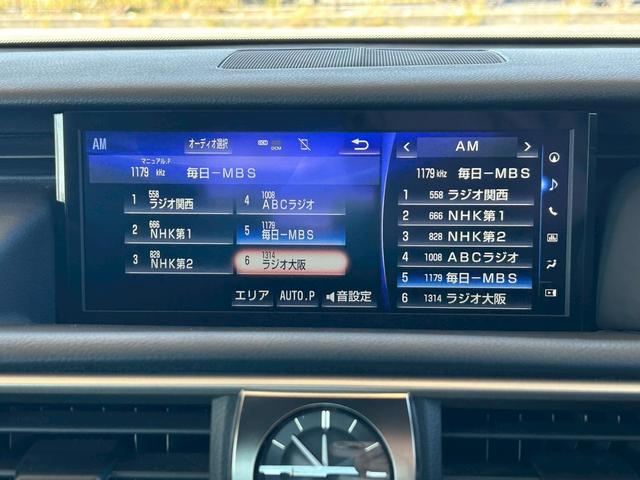 AM
オーディオ選択
DCM
マニュアル.P
1179 kHz 毎日-MBS
1 558 ラジオ関西
2 666 NHK第1
3 828 NHK第2
4 1008 ABCラジオ
5 1179 毎日-MBS
6 1314 ラジオ大阪
エリア AUTO.P 音設定
< AM >
1179 kHz 毎日-MBS
1 558 ラジオ関西
2 666 NHK第1
3 828 NHK第2
4 1008 ABCラジオ
5 1179 毎日-MBS
6 1314 ラジオ大阪